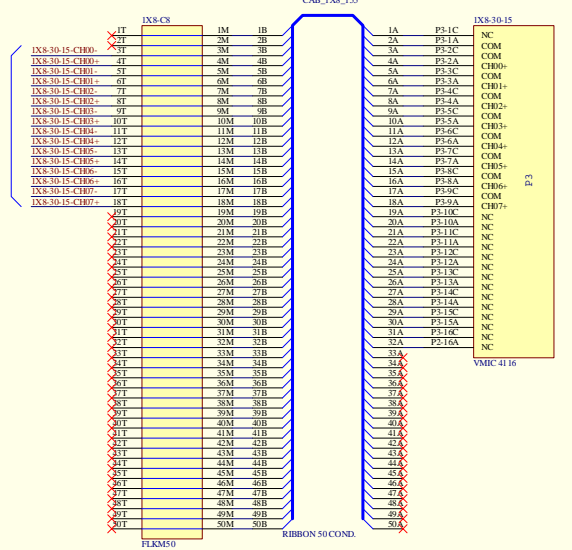 1X8-C8 1X8-30-15
1T 1M 1B 1A P3-1C NC
2T 2M 2B 2A P3-1A COM
1X8-30-15-CH00- 3T 3M 3B 3A P3-2C COM
1X8-30-15-CH00+ 4T 4M 4B 4A P3-2A CH00+
1X8-30-15-CH01- 5T 5M 5B 5A P3-3C COM
1X8-30-15-CH01+ 6T 6M 6B 6A P3-3A CH01+
1X8-30-15-CH02- 7T 7M 7B 7A P3-4C COM
1X8-30-15-CH02+ 8T 8M 8B 8A P3-4A CH02+
1X8-30-15-CH03- 9T 9M 9B 9A P3-5C COM
1X8-30-15-CH03+ 10T 10M 10B 10A P3-5A CH03+
1X8-30-15-CH04- 11T 11M 11B 11A P3-6C COM
1X8-30-15-CH04+ 12T 12M 12B 12A P3-6A CH04+
1X8-30-15-CH05- 13T 13M 13B 13A P3-7C COM
1X8-30-15-CH05+ 14T 14M 14B 14A P3-7A CH05+
1X8-30-15-CH06- 15T 15M 15B 15A P3-8C COM
1X8-30-15-CH06+ 16T 16M 16B 16A P3-8A CH06+
1X8-30-15-CH07- 17T 17M 17B 17A P3-9C COM
1X8-30-15-CH07+ 18T 18M 18B 18A P3-9A CH07+
P3
19T 19M 19B 19A P3-10C NC
20T 20M 20B 20A P3-10A NC
21T 21M 21B 21A P3-11C NC
22T 22M 22B 22A P3-11A NC
23T 23M 23B 23A P3-12C NC
24T 24M 24B 24A P3-12A NC
25T 25M 25B 25A P3-13C NC
26T 26M 26B 26A P3-13A NC
27T 27M 27B 27A P3-14C NC
28T 28M 28B 28A P3-14A NC
29T 29M 29B 29A P3-15C NC
30T 30M 30B 30A P3-15A NC
31T 31M 31B 31A P3-16C NC
32T 32M 32B 32A P2-16A NC
33T 33M 33B 33A
34T 34M 34B 34A VMIC 4116
35T 35M 35B 35A
36T 36M 36B 36A
37T 37M 37B 37A
38T 38M 38B 38A
39T 39M 39B 39A
40T 40M 40B 40A
41T 41M 41B 41A
42T 42M 42B 42A
43T 43M 43B 43A
44T 44M 44B 44A
45T 45M 45B 45A
46T 46M 46B 46A
47T 47M 47B 47A
48T 48M 48B 48A
49T 49M 49B 49A
50T 50M 50B 50A
RIBBON 50 COND.
FLKM50